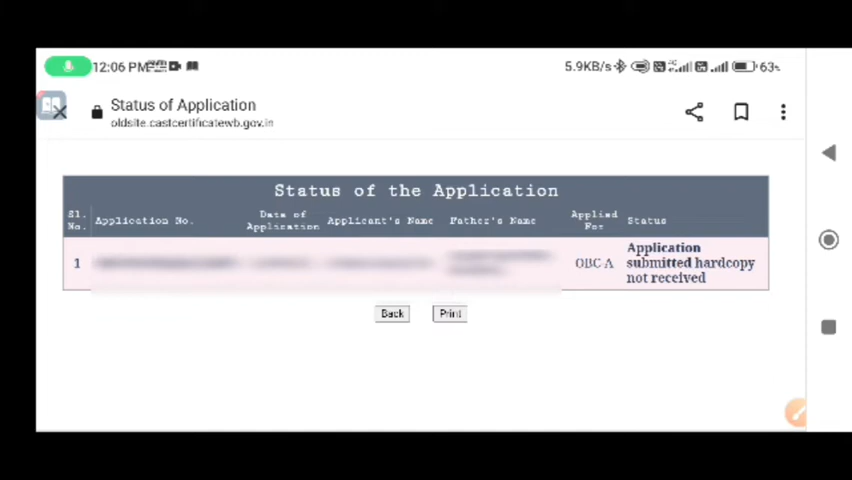 12:06 PM
5.9KB/s 63
Status of Application
oldsite.castcertificatewb.gov.in
Status of the Application
Sl. No. Application No. Date of Application Applicant's Name Father's Name Applied For Status
1 OBC-A Application submitted hardcopy not received
Back Print